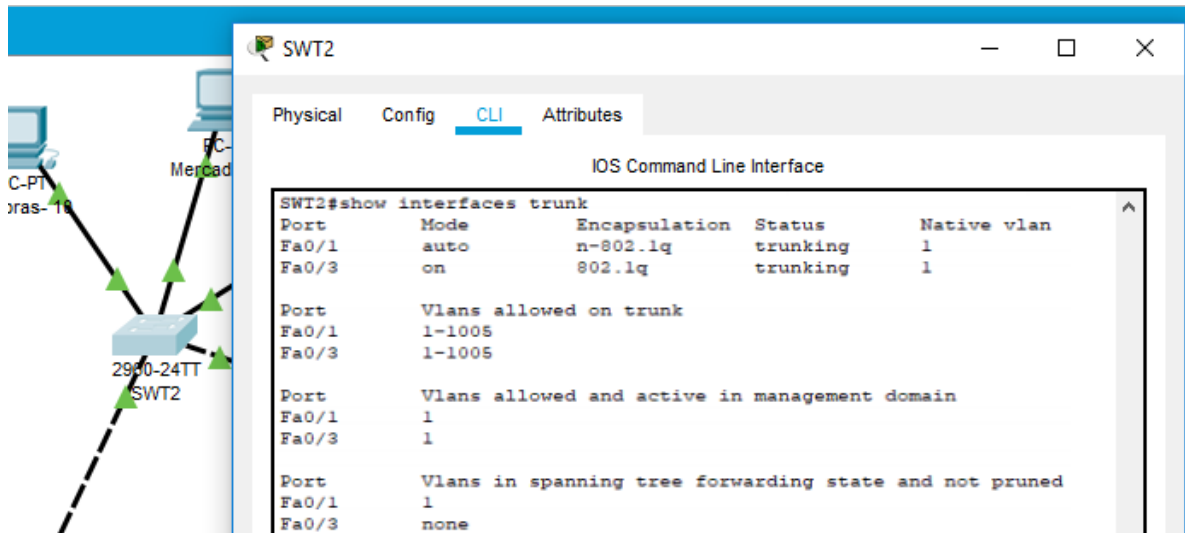 SWT2
Physical Config CLI Attributes
IOS Command Line Interface
SWT2#show interfaces trunk
Port Mode Encapsulation Status Native vlan
Fa0/1 auto n-802.1q trunking 1
Fa0/3 on 802.1q trunking 1
Port Vlans allowed on trunk
Fa0/1 1-1005
Fa0/3 1-1005
Port Vlans allowed and active in management domain
Fa0/1 1
Fa0/3 1
Port Vlans in spanning tree forwarding state and not pruned
Fa0/1 1
Fa0/3 none
PC-
Mercad
C-PT
oras- 10
2960-24TT
SWT2